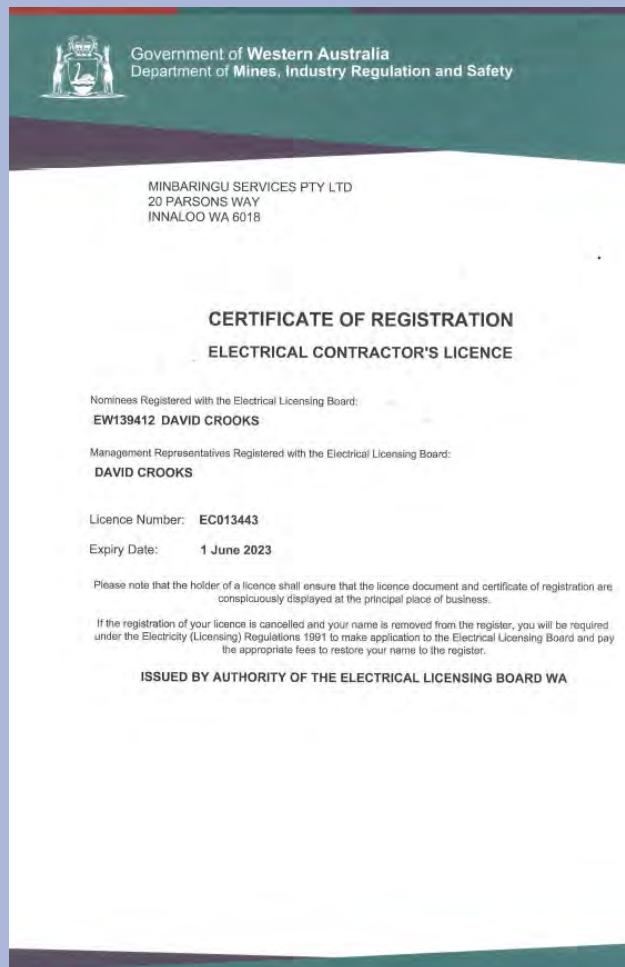 Government of Western Australia
Department of Mines, Industry Regulation and Safety
MINBARINGU SERVICES PTY LTD
20 PARSONS WAY
INNALOO WA 6018
CERTIFICATE OF REGISTRATION
ELECTRICAL CONTRACTOR'S LICENCE
Nominees Registered with the Electrical Licensing Board:
EW139412 DAVID CROOKS
Management Representatives Registered with the Electrical Licensing Board:
DAVID CROOKS
Licence Number: EC013443
Expiry Date: 1 June 2023
Please note that the holder of a licence shall ensure that the licence document and certificate of registration are
conspicuously displayed at the principal place of business.
If the registration of your licence is cancelled and your name is removed from the register, you will be required
under the Electricity (Licensing) Regulations 1991 to make application to the Electrical Licensing Board and pay
the appropriate fees to restore your name to the register.
ISSUED BY AUTHORITY OF THE ELECTRICAL LICENSING BOARD WA